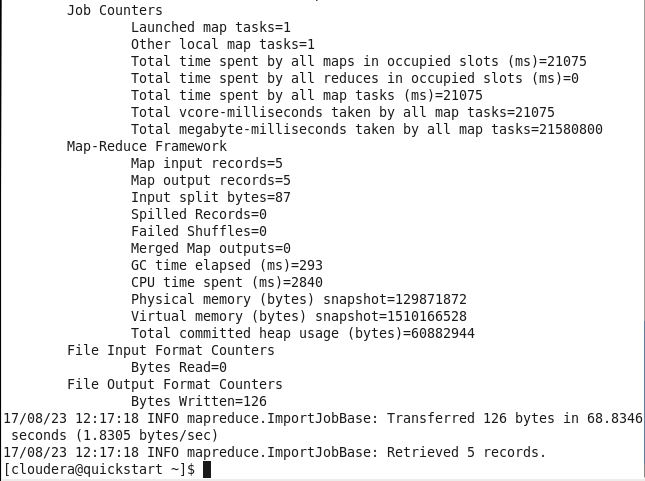 Job Counters
Launched map tasks=1
Other local map tasks=1
Total time spent by all maps in occupied slots (ms)=21075
Total time spent by all reduces in occupied slots (ms)=0
Total time spent by all map tasks (ms)=21075
Total vcore-milliseconds taken by all map tasks=21075
Total megabyte-milliseconds taken by all map tasks=21580800
Map-Reduce Framework
Map input records=5
Map output records=5
Input split bytes=87
Spilled Records=0
Failed Shuffles=0
Merged Map outputs=0
GC time elapsed (ms)=293
CPU time spent (ms)=2840
Physical memory (bytes) snapshot=129871872
Virtual memory (bytes) snapshot=1510166528
Total committed heap usage (bytes)=60882944
File Input Format Counters
Bytes Read=0
File Output Format Counters
Bytes Written=126
17/08/23 12:17:18 INFO mapreduce.ImportJobBase: Transferred 126 bytes in 68.8346
seconds (1.8305 bytes/sec)
17/08/23 12:17:18 INFO mapreduce.ImportJobBase: Retrieved 5 records.
[cloudera@quickstart ~]$